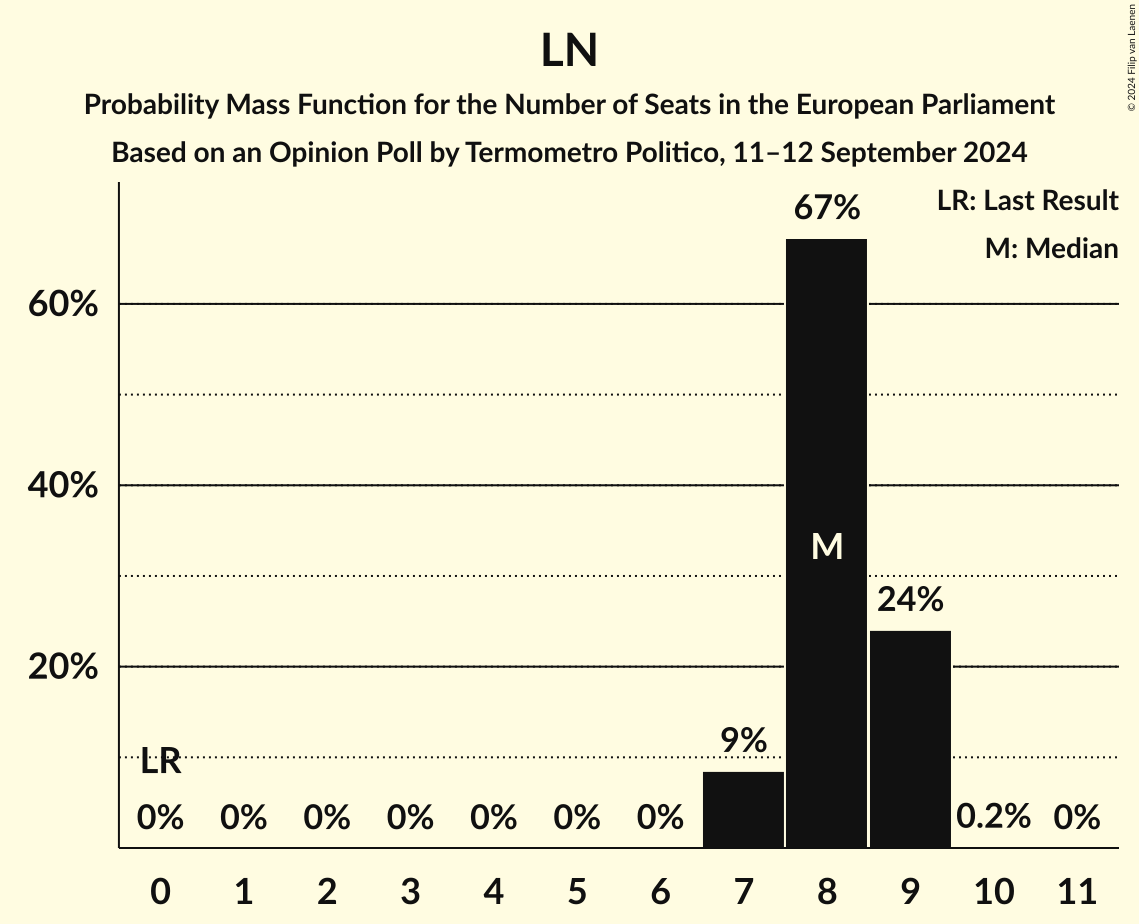 LN
Probability Mass Function for the Number of Seats in the European Parliament
Based on an Opinion Poll by Termometro Politico, 11–12 September 2024
© 2024 Filip van Laenen
LR: Last Result
M: Median
67%
60%
40%
M
24%
20%
9%
LR
0% 0% 0% 0% 0% 0% 0% 0.2% 0%
0 1 2 3 4 5 6 7 8 9 10 11